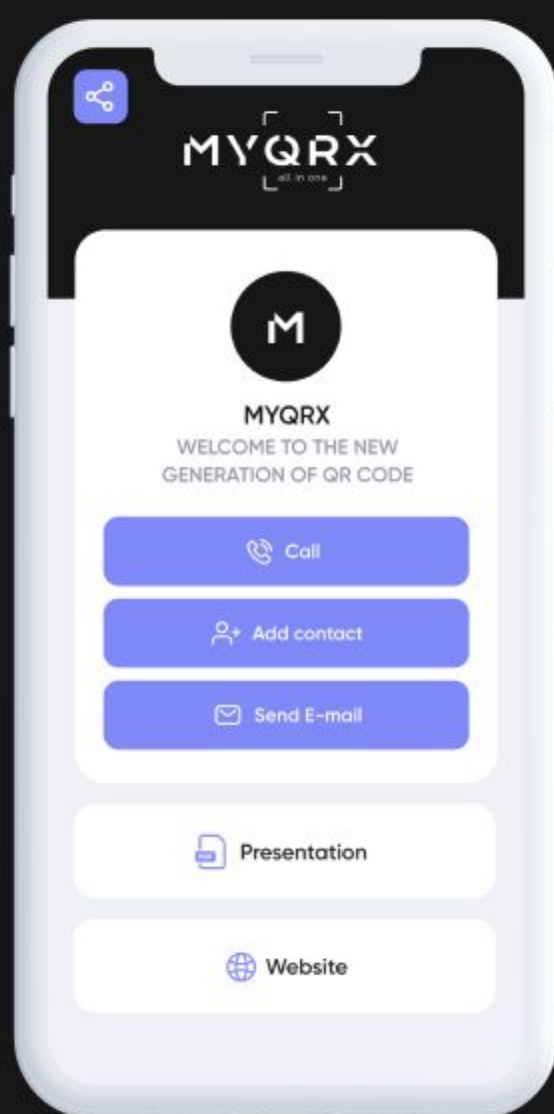 MYQRX
all in one
M
MYQRX
WELCOME TO THE NEW
GENERATION OF QR CODE
Call
Add contact
Send E-mail
Presentation
Website